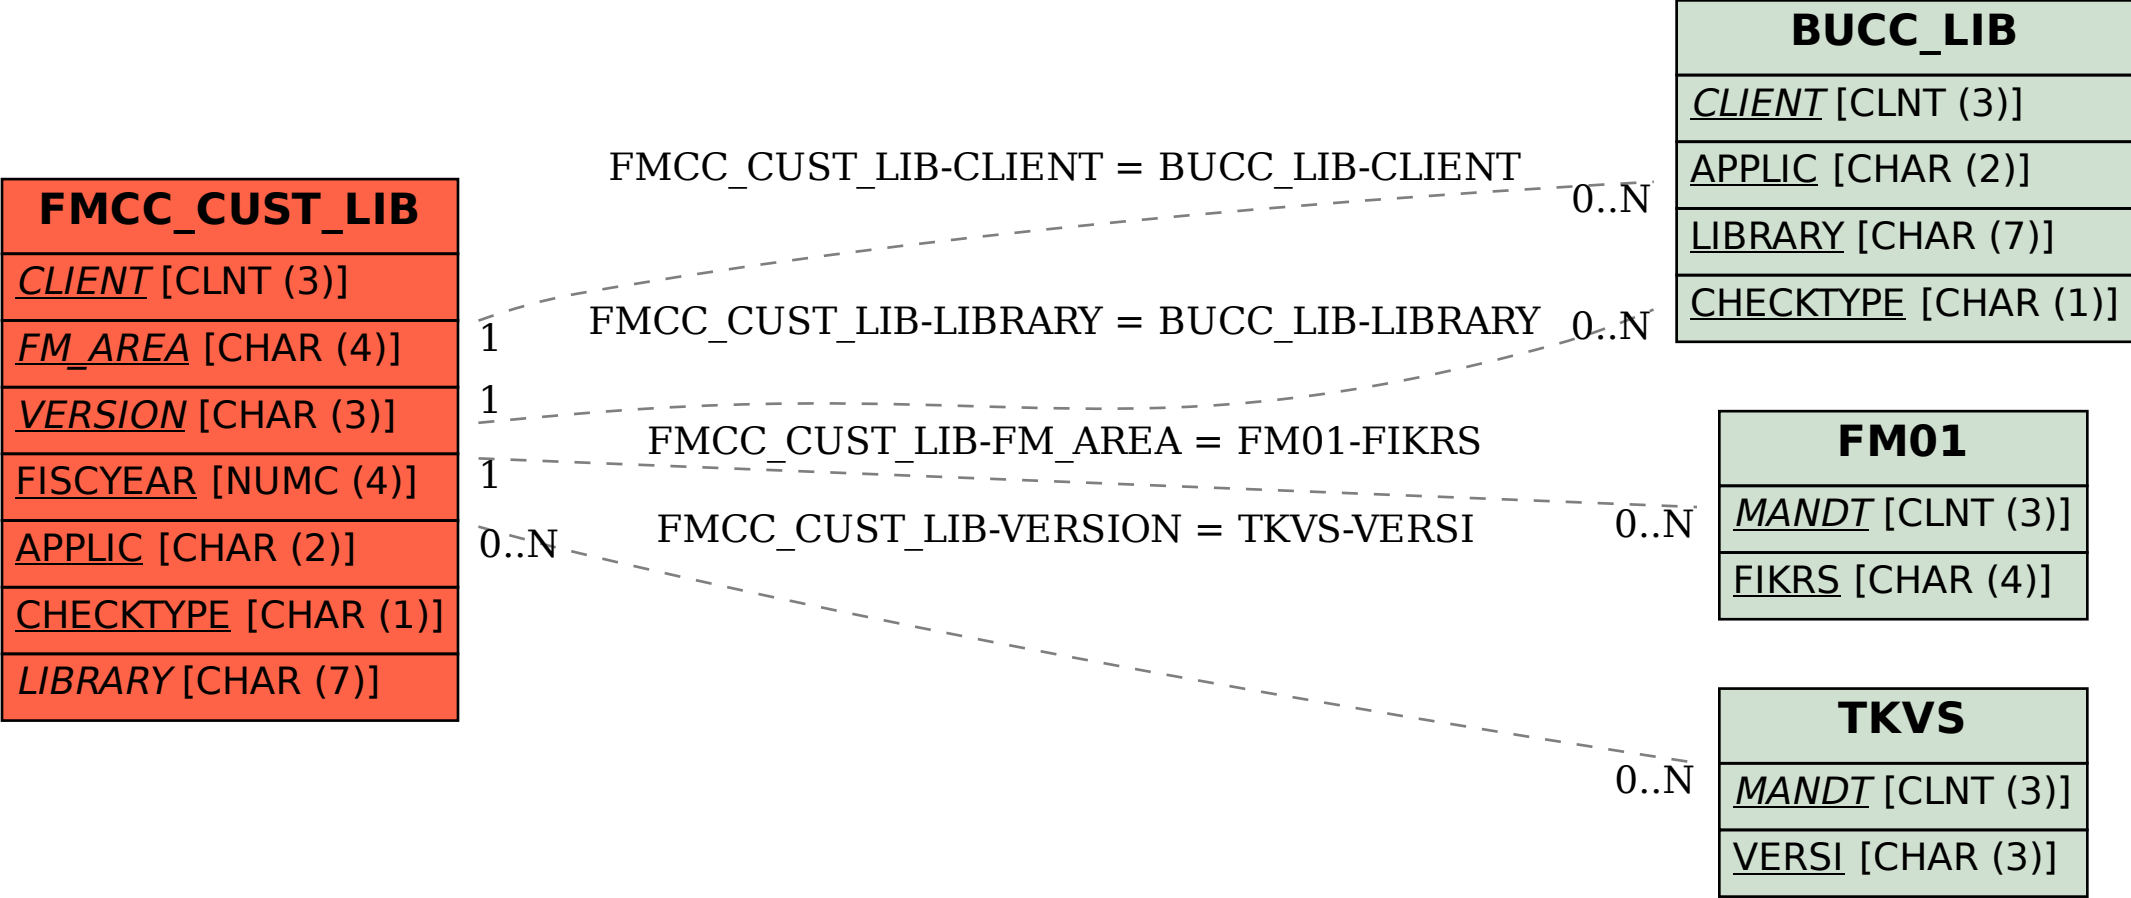 FMCC_CUST_LIB
CLIENT [CLNT (3)]
FM_AREA [CHAR (4)]
VERSION [CHAR (3)]
FISCYEAR [NUMC (4)]
APPLIC [CHAR (2)]
CHECKTYPE [CHAR (1)]
LIBRARY [CHAR (7)]
FMCC_CUST_LIB-CLIENT = BUCC_LIB-CLIENT
1
0..N
FMCC_CUST_LIB-LIBRARY = BUCC_LIB-LIBRARY
1
0..N
FMCC_CUST_LIB-FM_AREA = FM01-FIKRS
1
0..N
FMCC_CUST_LIB-VERSION = TKVS-VERSI
0..N
0..N
BUCC_LIB
CLIENT [CLNT (3)]
APPLIC [CHAR (2)]
LIBRARY [CHAR (7)]
CHECKTYPE [CHAR (1)]
FM01
MANDT [CLNT (3)]
FIKRS [CHAR (4)]
TKVS
MANDT [CLNT (3)]
VERSI [CHAR (3)]